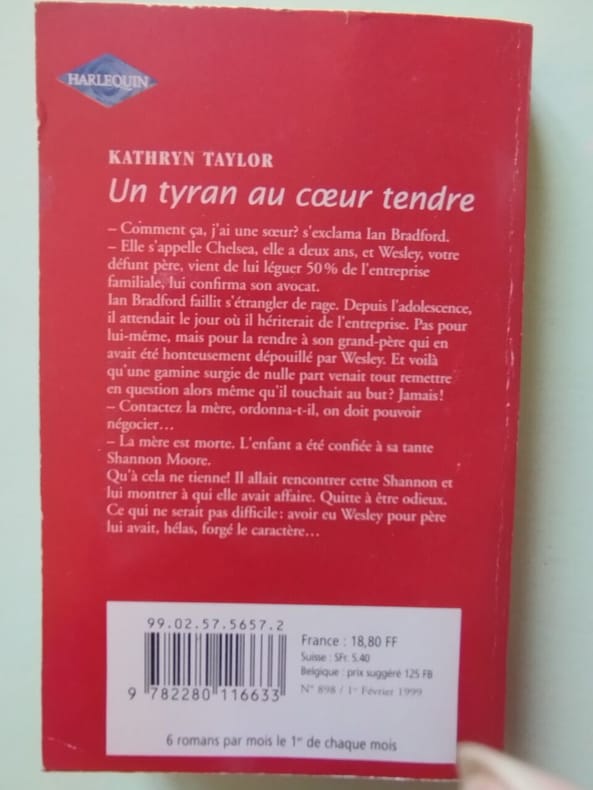 HARLEQUIN
KATHRYN TAYLOR
Un tyran au cœur tendre
– Comment ça, j'ai une sœur? s'exclama Ian Bradford.
– Elle s'appelle Chelsea, elle a deux ans, et Wesley, votre
défunt père, vient de lui léguer 50 % de l'entreprise
familiale, lui confirma son avocat.
Ian Bradford faillit s'étrangler de rage. Depuis l'adolescence,
il attendait le jour où il hériterait de l'entreprise. Pas pour
lui-même, mais pour la rendre à son grand-père qui en
avait été honteusement dépouillé par Wesley. Et voilà
qu'une gamine surgie de nulle part venait tout remettre
en question alors même qu'il touchait au but? Jamais!
– Contactez la mère, ordonna-t-il, on doit pouvoir
négocier…
– La mère est morte. L'enfant a été confiée à sa tante
Shannon Moore.
Qu'à cela ne tienne! Il allait rencontrer cette Shannon et
lui montrer à qui elle avait affaire. Quitte à être odieux.
Ce qui ne serait pas difficile : avoir eu Wesley pour père
lui avait, hélas, forgé le caractère…
99.02.57.5657.2
9 782280 116633
France : 18,80 FF
Suisse : SFr. 5.40
Belgique : prix suggéré 125 FB
N° 898 / 1er Février 1999
6 romans par mois le 1er de chaque mois